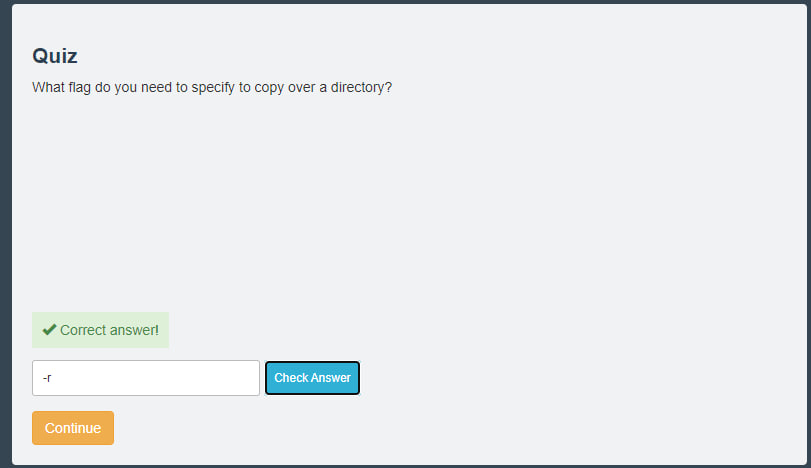 Quiz
What flag do you need to specify to copy over a directory?
Correct answer!
-r
Check Answer
Continue